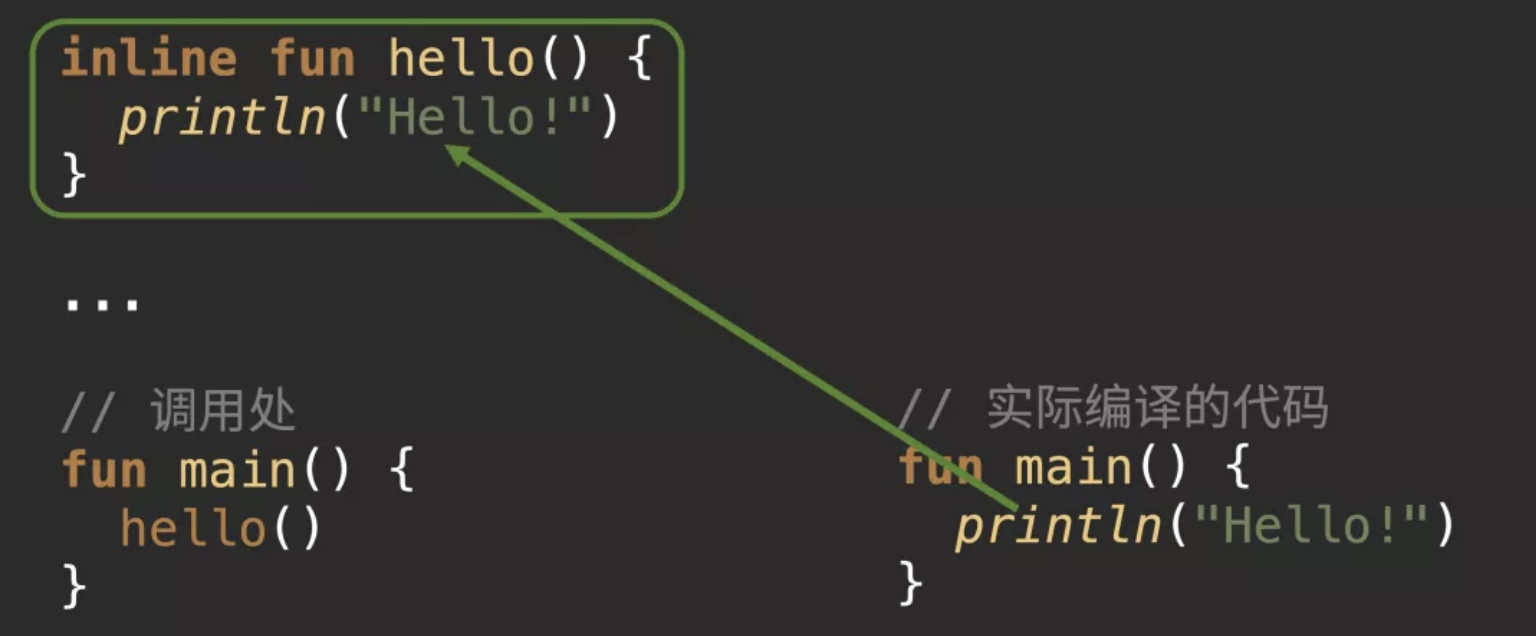 inline fun hello() {
println("Hello!")
}
...
// 调用处
fun main() {
hello()
}
// 实际编译的代码
fun main() {
println("Hello!")
}